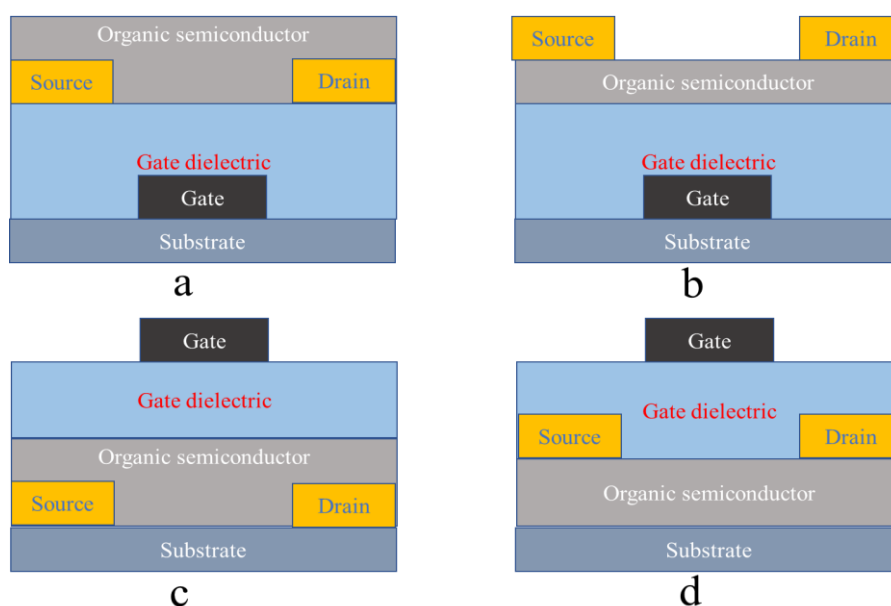 Organic semiconductor
Source
Drain
Gate dielectric
Gate
Substrate
a
Source
Drain
Organic semiconductor
Gate dielectric
Gate
Substrate
b
Gate
Gate dielectric
Organic semiconductor
Source
Drain
Substrate
c
Gate
Gate dielectric
Source
Drain
Organic semiconductor
Substrate
d